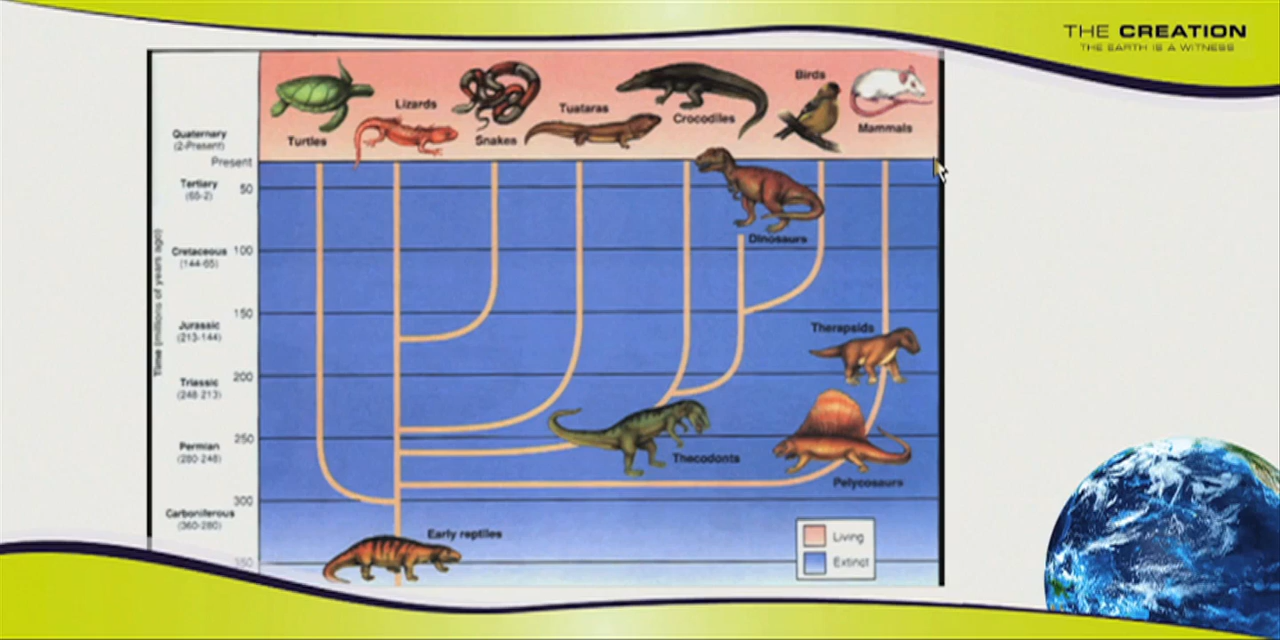 THE CREATION
THE EARTH IS A WITNESS
Turtles
Lizards
Snakes
Tuataras
Crocodiles
Birds
Mammals
Quaternary
(2-Present)
Present
Tertiary
(65-2)
50
Dinosaurs
Cretaceous
(144-65)
100
150
Jurassic
(213-144)
Therapsids
Time (millions of years ago)
200
Triassic
(248-213)
250
Permian
(280-248)
Thecodonts
Pelycosaurs
300
Carboniferous
(360-280)
Early reptiles
Living
Extinct
350